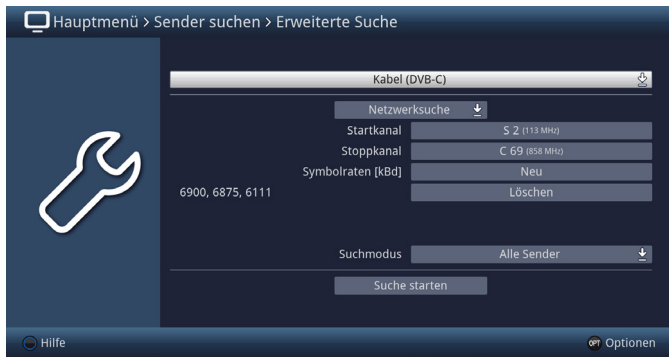 Hauptmenü > Sender suchen > Erweiterte Suche
Kabel (DVB-C)
Netzwerksuche
Startkanal S 2 (113 MHz)
Stoppkanal C 69 (858 MHz)
Symbolraten [kBd] Neu
6900, 6875, 6111 Löschen
Suchmodus Alle Sender
Suche starten
Hilfe OPT Optionen